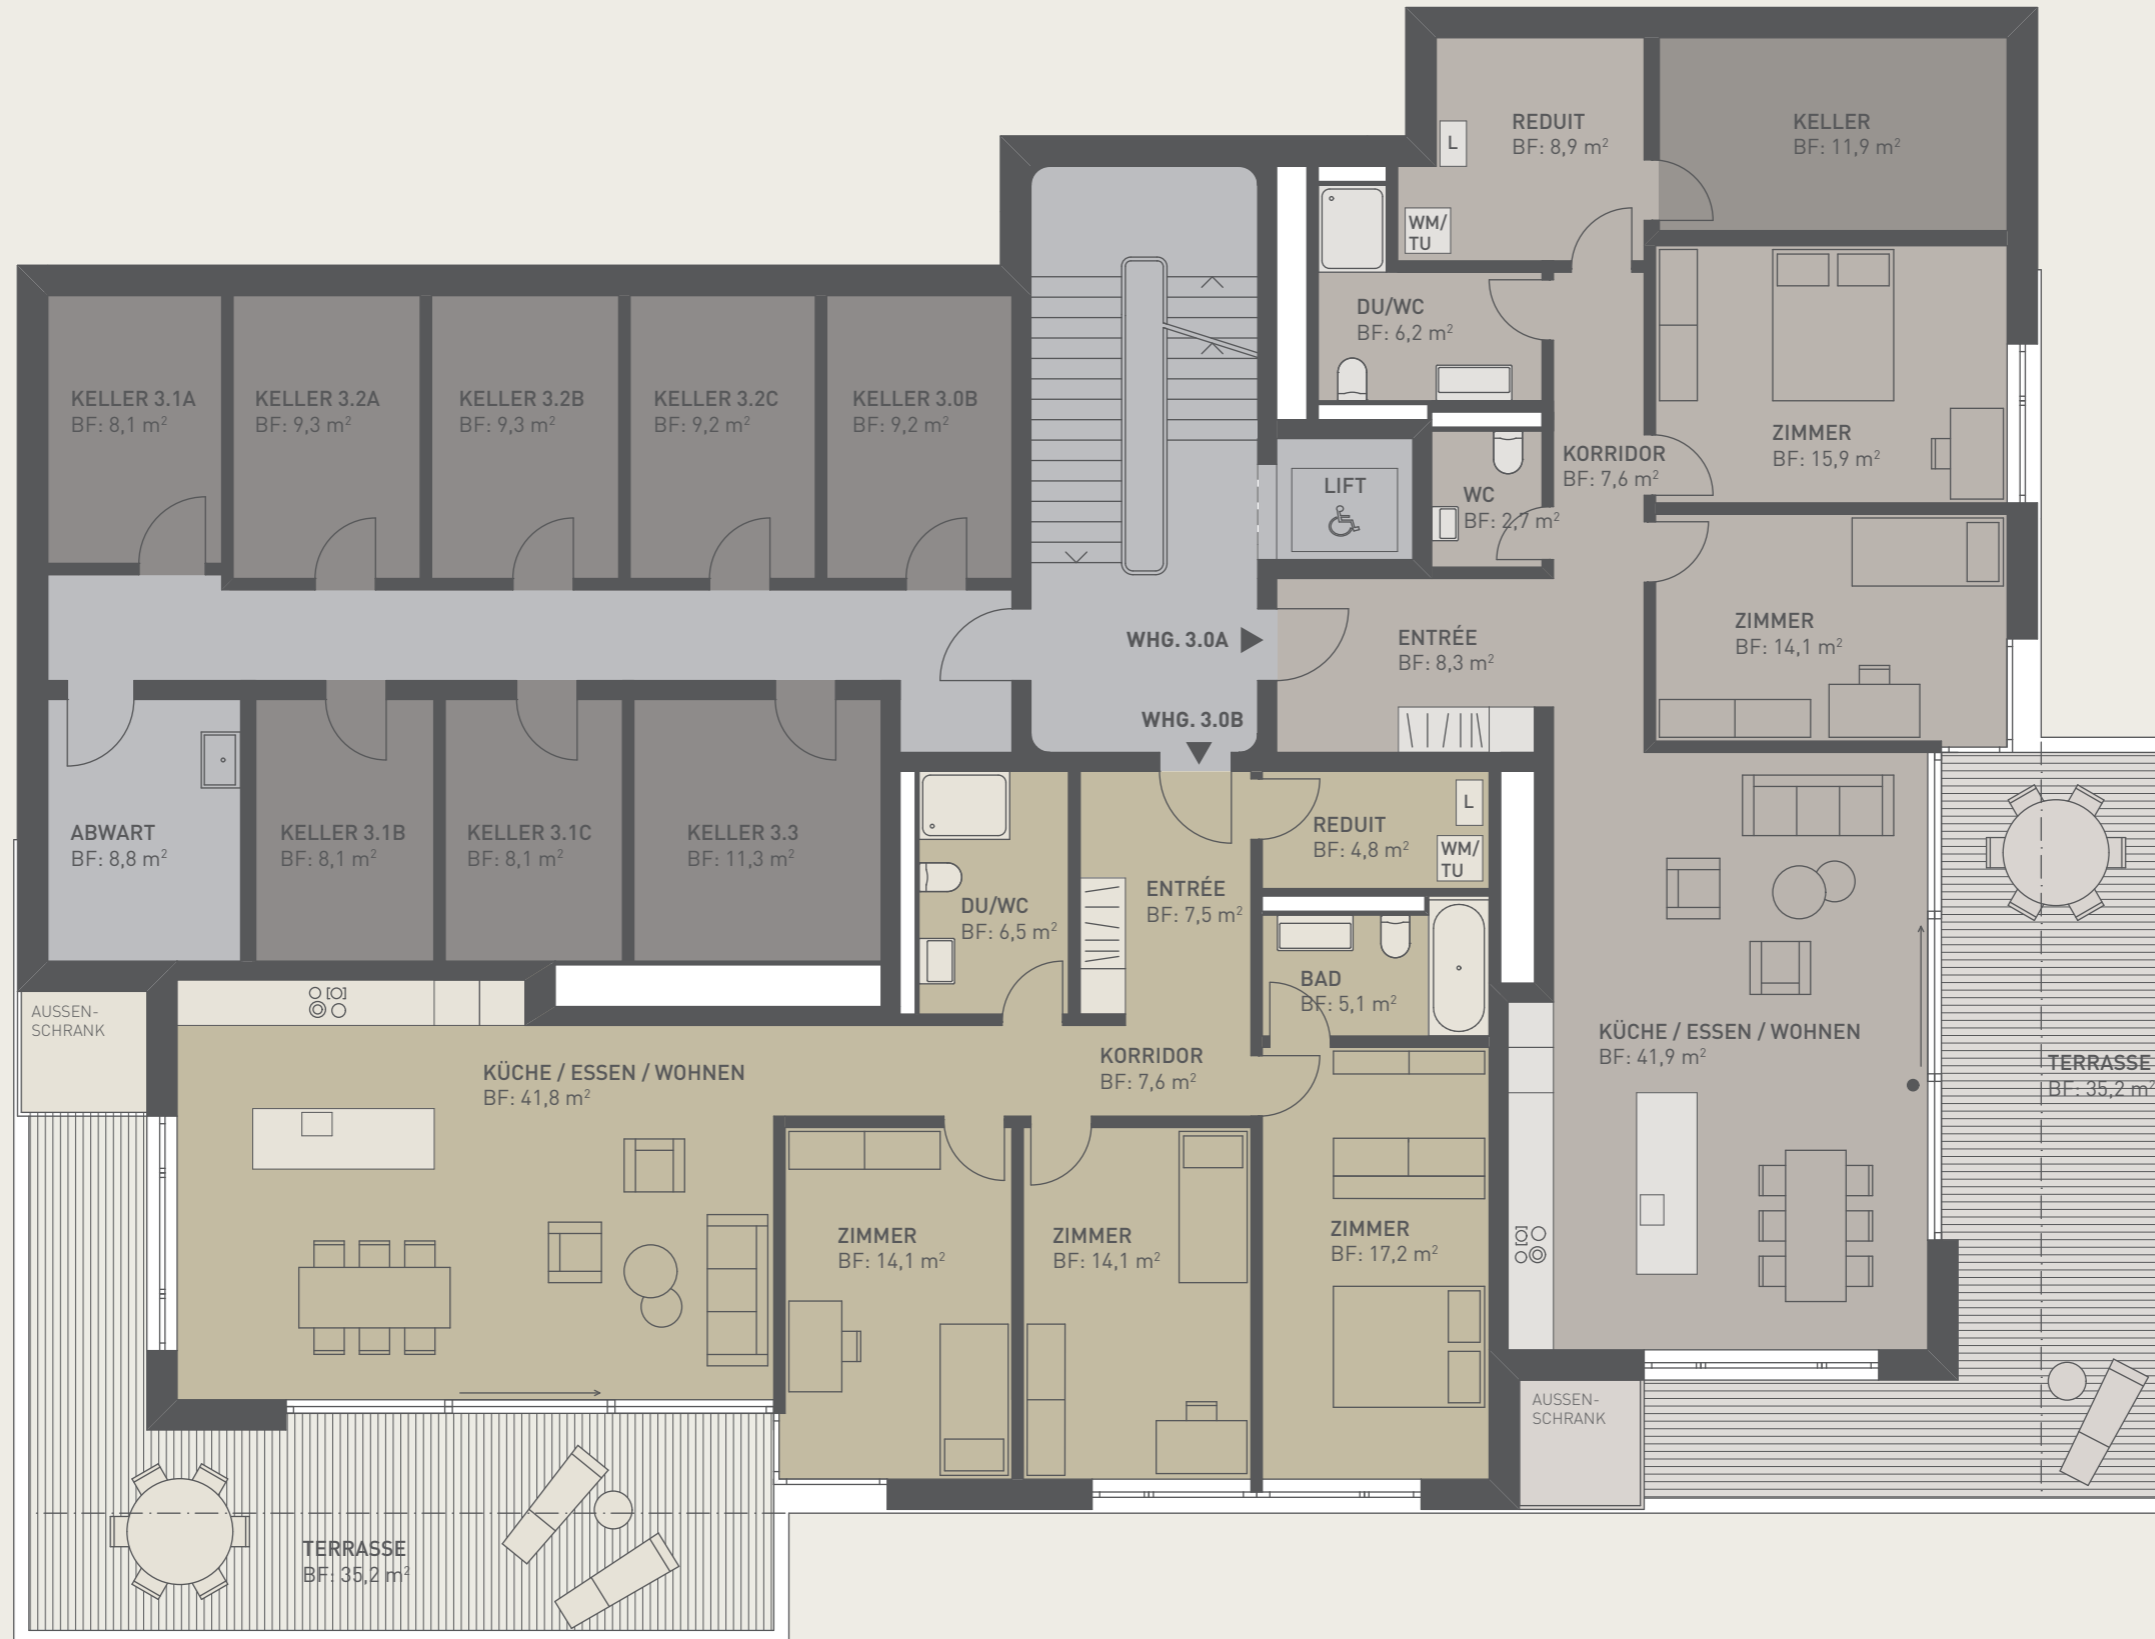 REDUIT
BF: 8,9 m²
KELLER
BF: 11,9 m²
L
WM/
TU
DU/WC
BF: 6,2 m²
KELLER 3.1A
BF: 8,1 m²
KELLER 3.2A
BF: 9,3 m²
KELLER 3.2B
BF: 9,3 m²
KELLER 3.2C
BF: 9,2 m²
KELLER 3.0B
BF: 9,2 m²
ZIMMER
BF: 15,9 m²
KORRIDOR
BF: 7,6 m²
LIFT
WC
BF: 2,7 m²
WHG. 3.0A
ENTRÉE
BF: 8,3 m²
ZIMMER
BF: 14,1 m²
WHG. 3.0B
ABWART
BF: 8,8 m²
KELLER 3.1B
BF: 8,1 m²
KELLER 3.1C
BF: 8,1 m²
KELLER 3.3
BF: 11,3 m²
REDUIT
BF: 4,8 m²
L
WM/
TU
DU/WC
BF: 6,5 m²
ENTRÉE
BF: 7,5 m²
BAD
BF: 5,1 m²
AUSSEN-
SCHRANK
KÜCHE / ESSEN / WOHNEN
BF: 41,8 m²
KORRIDOR
BF: 7,6 m²
KÜCHE / ESSEN / WOHNEN
BF: 41,9 m²
TERRASSE
BF: 35,2 m²
ZIMMER
BF: 14,1 m²
ZIMMER
BF: 14,1 m²
ZIMMER
BF: 17,2 m²
AUSSEN-
SCHRANK
TERRASSE
BF: 35,2 m²